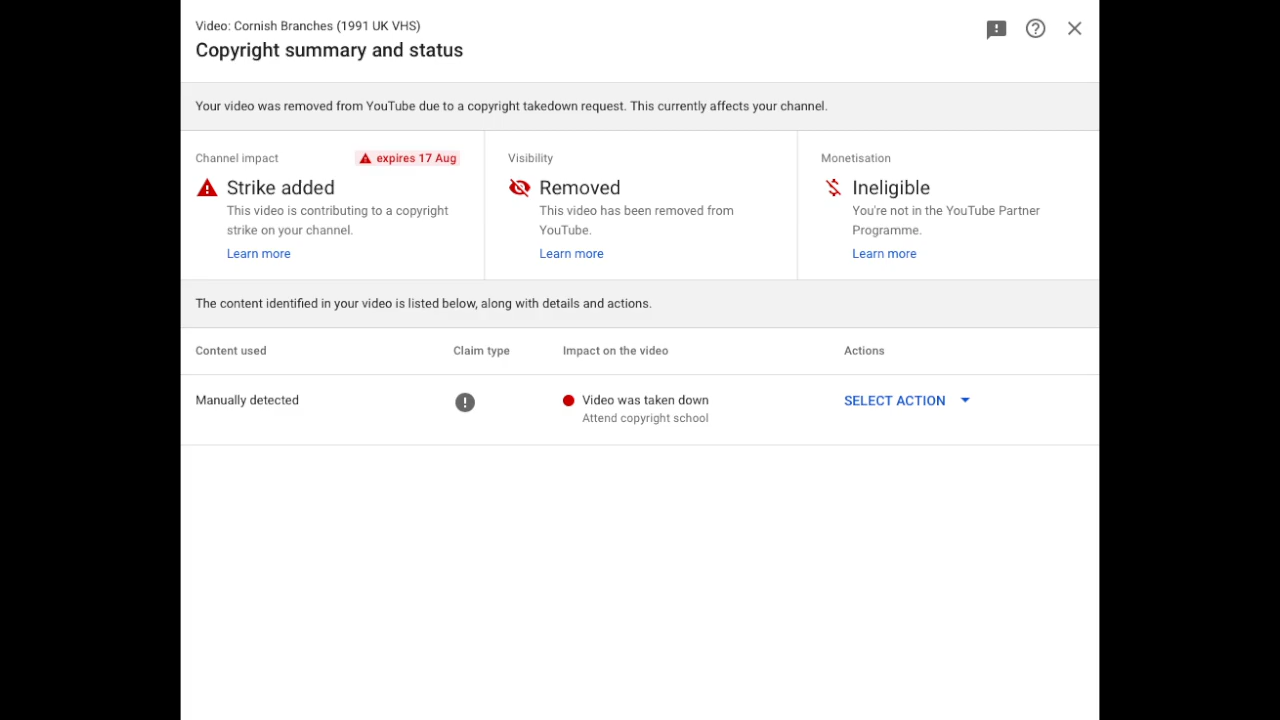 Video: Cornish Branches (1991 UK VHS)
Copyright summary and status
Your video was removed from YouTube due to a copyright takedown request. This currently affects your channel.
Channel impact
expires 17 Aug
Strike added
This video is contributing to a copyright
strike on your channel.
Learn more
Visibility
Removed
This video has been removed from
YouTube.
Learn more
Monetisation
Ineligible
You're not in the YouTube Partner
Programme.
Learn more
The content identified in your video is listed below, along with details and actions.
Content used
Claim type
Impact on the video
Actions
Manually detected
Video was taken down
Attend copyright school
SELECT ACTION